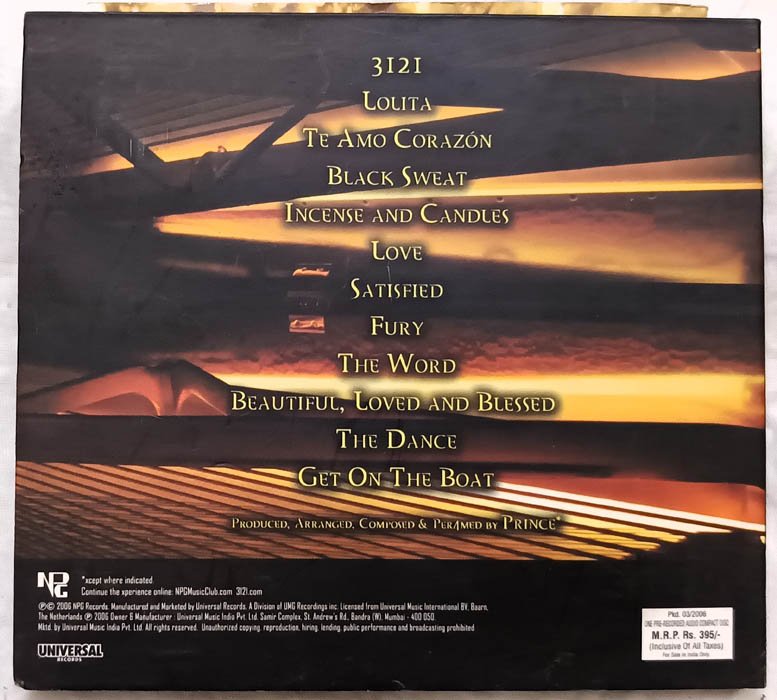 3121
Lolita
Te Amo Corazón
Black Sweat
Incense and Candles
Love
Satisfied
Fury
The Word
Beautiful, Loved and Blessed
The Dance
Get On The Boat
Produced, Arranged, Composed & Per4med by Prince*
NPG
*xcept where indicated
Continue the xperience online: NPGMusicClub.com 3121.com
℗© 2006 NPG Records. Manufactured and Marketed by Universal Records. A Division of UMG Recordings inc. Licensed from Universal Music International BV, Baarn,
The Netherlands ℗ 2006 Owner & Manufacturer : Universal Music India Pvt. Ltd. Samir Complex, St. Andrew's Rd., Bandra (W), Mumbai - 400 050.
Mktd. by Universal Music India Pvt. Ltd. All rights reserved. Unauthorized copying, reproduction, hiring, lending, public performance and broadcasting prohibited
UNIVERSAL
RECORDS
Pkd. 03/2006
ONE PRE-RECORDED AUDIO COMPACT DISC
M.R.P. Rs. 395/-
(Inclusive Of All Taxes)
For Sale in India Only.